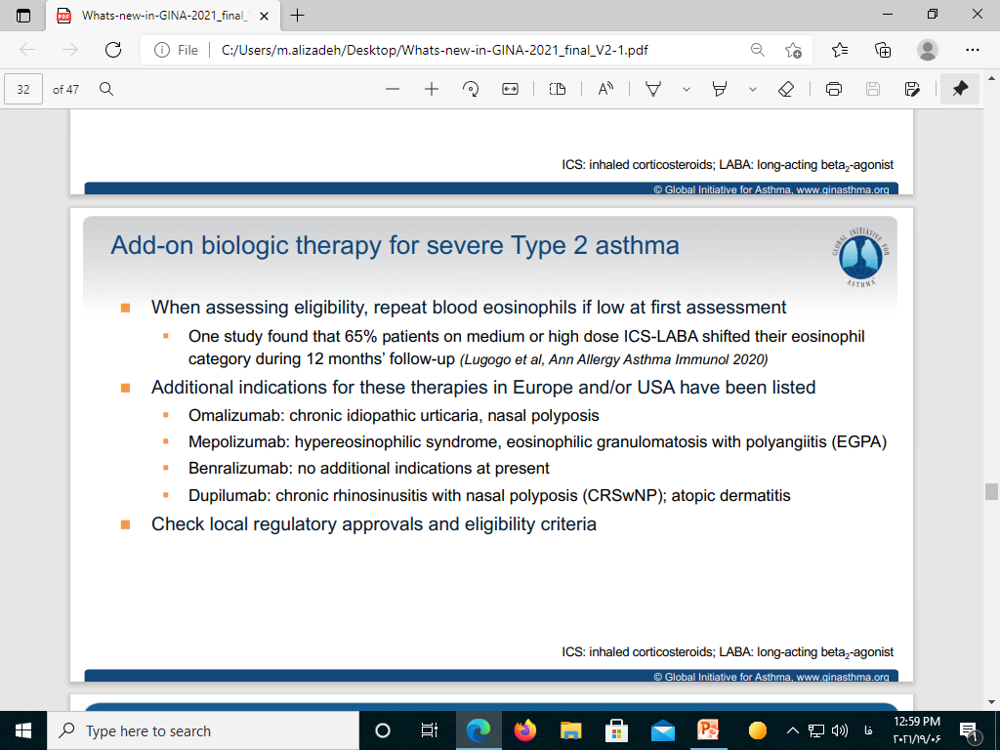 Whats-new-in-GINA-2021_final_
File
C:/Users/m.alizadeh/Desktop/Whats-new-in-GINA-2021_final_V2-1.pdf
32 of 47
ICS: inhaled corticosteroids; LABA: long-acting beta₂-agonist
© Global Initiative for Asthma, www.ginasthma.org
Add-on biologic therapy for severe Type 2 asthma
GLOBAL INITIATIVE FOR ASTHMA
■ When assessing eligibility, repeat blood eosinophils if low at first assessment
▪ One study found that 65% patients on medium or high dose ICS-LABA shifted their eosinophil
category during 12 months’ follow-up (Lugogo et al, Ann Allergy Asthma Immunol 2020)
■ Additional indications for these therapies in Europe and/or USA have been listed
▪ Omalizumab: chronic idiopathic urticaria, nasal polyposis
▪ Mepolizumab: hypereosinophilic syndrome, eosinophilic granulomatosis with polyangiitis (EGPA)
▪ Benralizumab: no additional indications at present
▪ Dupilumab: chronic rhinosinusitis with nasal polyposis (CRSwNP); atopic dermatitis
■ Check local regulatory approvals and eligibility criteria
ICS: inhaled corticosteroids; LABA: long-acting beta₂-agonist
© Global Initiative for Asthma, www.ginasthma.org
Type here to search
فا
12:59 PM
٢٠٢١/١٩/٠۶
1